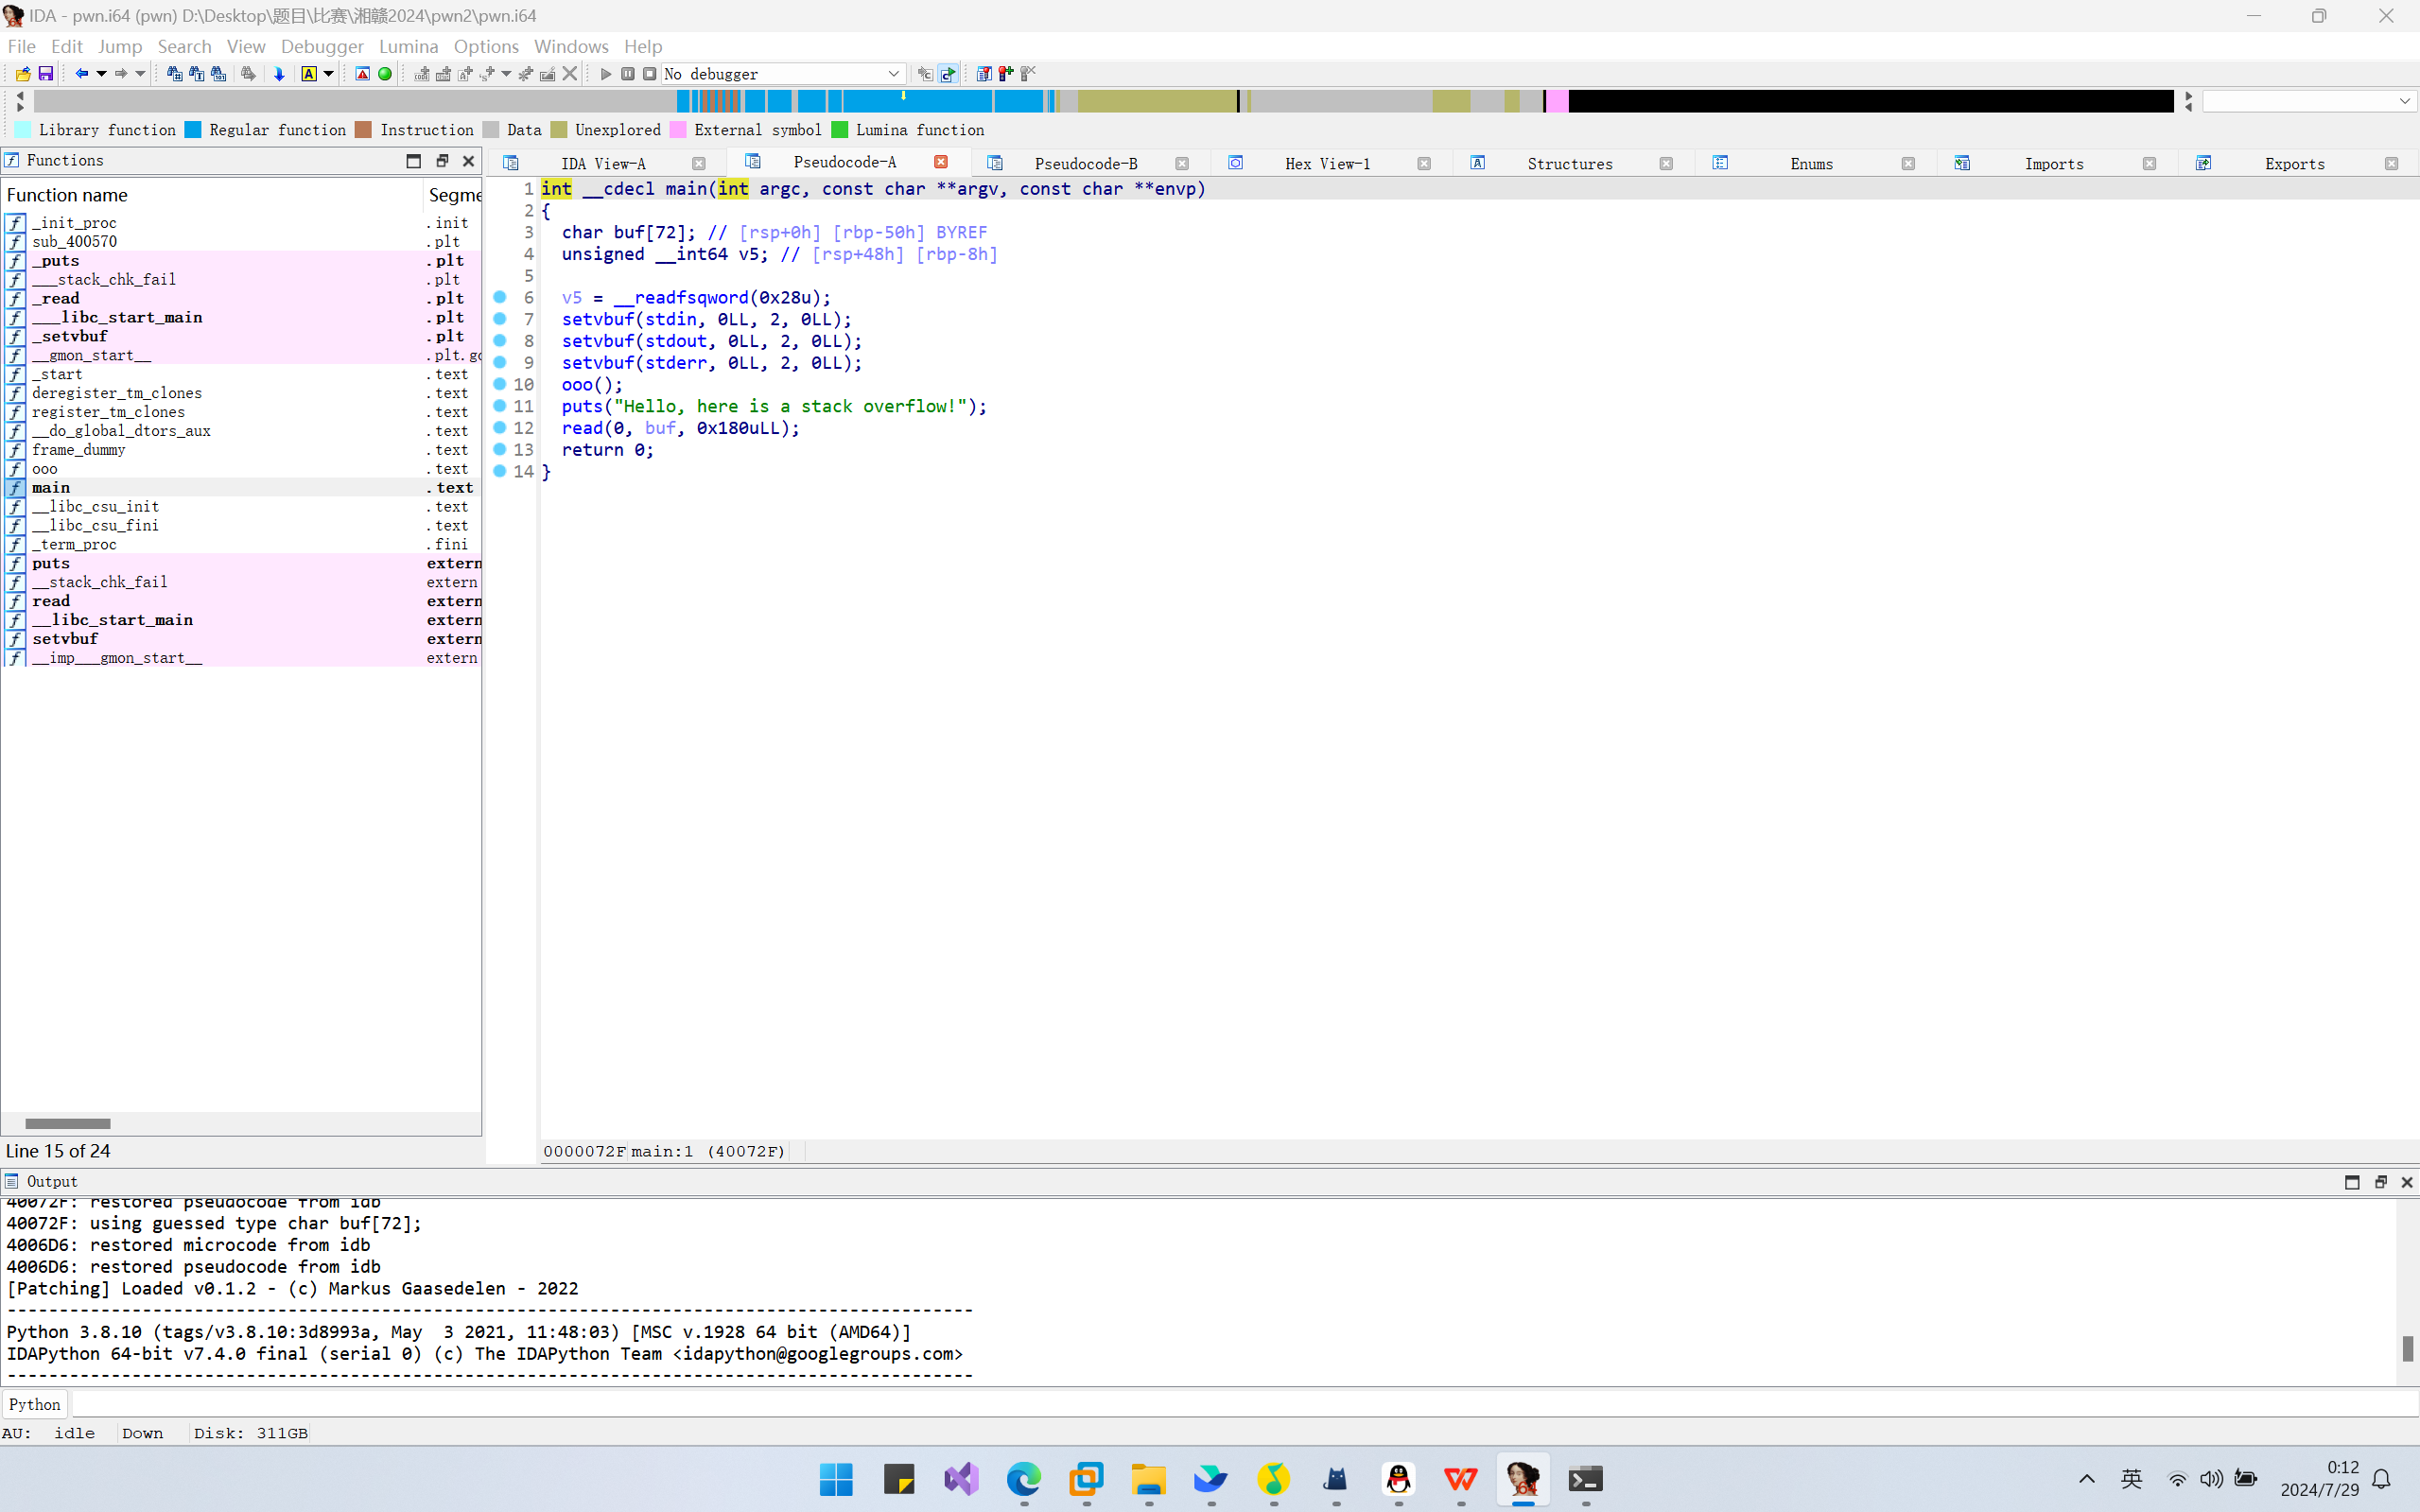 IDA - pwn.i64 (pwn) D:\Desktop\题目\比赛\湘赣2024\pwn2\pwn.i64
File Edit Jump Search View Debugger Lumina Options Windows Help
No debugger
Library function Regular function Instruction Data Unexplored External symbol Lumina function
Functions
Function name Segme
_init_proc .init
sub_400570 .plt
_puts .plt
___stack_chk_fail .plt
_read .plt
___libc_start_main .plt
_setvbuf .plt
__gmon_start__ .plt.go
_start .text
deregister_tm_clones .text
register_tm_clones .text
__do_global_dtors_aux .text
frame_dummy .text
ooo .text
main .text
__libc_csu_init .text
__libc_csu_fini .text
_term_proc .fini
puts extern
__stack_chk_fail extern
read extern
__libc_start_main extern
setvbuf extern
__imp___gmon_start__ extern
Line 15 of 24
IDA View-A Pseudocode-A Pseudocode-B Hex View-1 Structures Enums Imports Exports
1 int __cdecl main(int argc, const char **argv, const char **envp)
2 {
3 char buf[72]; // [rsp+0h] [rbp-50h] BYREF
4 unsigned __int64 v5; // [rsp+48h] [rbp-8h]
5
6 v5 = __readfsqword(0x28u);
7 setvbuf(stdin, 0LL, 2, 0LL);
8 setvbuf(stdout, 0LL, 2, 0LL);
9 setvbuf(stderr, 0LL, 2, 0LL);
10 ooo();
11 puts("Hello, here is a stack overflow!");
12 read(0, buf, 0x180uLL);
13 return 0;
14 }
0000072F main:1 (40072F)
Output
40072F: restored pseudocode from idb
40072F: using guessed type char buf[72];
4006D6: restored microcode from idb
4006D6: restored pseudocode from idb
[Patching] Loaded v0.1.2 - (c) Markus Gaasedelen - 2022
---------------------------------------------------------------------------------------------
Python 3.8.10 (tags/v3.8.10:3d8993a, May  3 2021, 11:48:03) [MSC v.1928 64 bit (AMD64)]
IDAPython 64-bit v7.4.0 final (serial 0) (c) The IDAPython Team <idapython@googlegroups.com>
---------------------------------------------------------------------------------------------
Python
AU: idle Down Disk: 311GB
英 0:12
2024/7/29